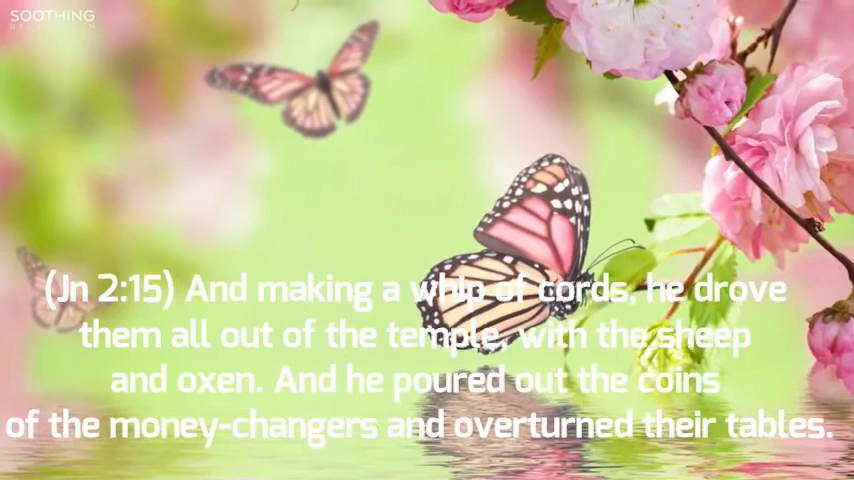 SOOTHING
RELAXATION
(Jn 2:15) And making a whip of cords, he drove
them all out of the temple, with the sheep
and oxen. And he poured out the coins
of the money-changers and overturned their tables.